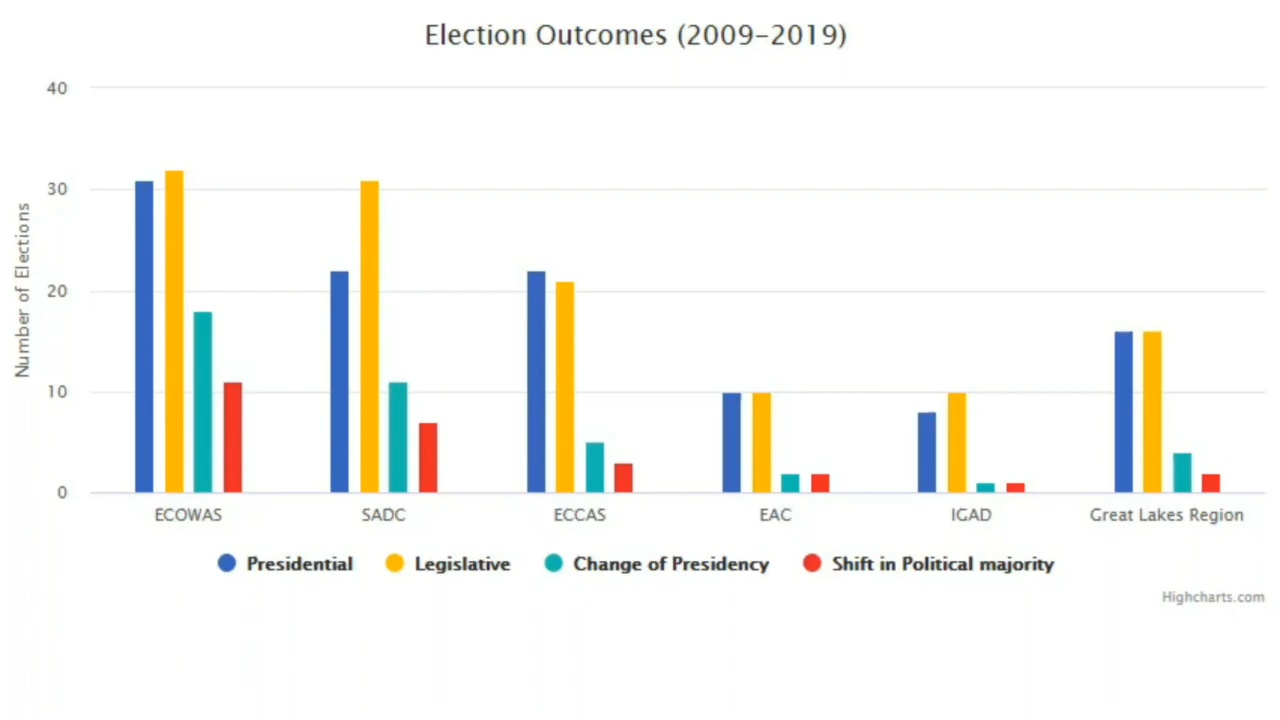 Election Outcomes (2009-2019)
40
30
20
10
0
Number of Elections
ECOWAS SADC ECCAS EAC IGAD Great Lakes Region
Presidential Legislative Change of Presidency Shift in Political majority
Highcharts.com